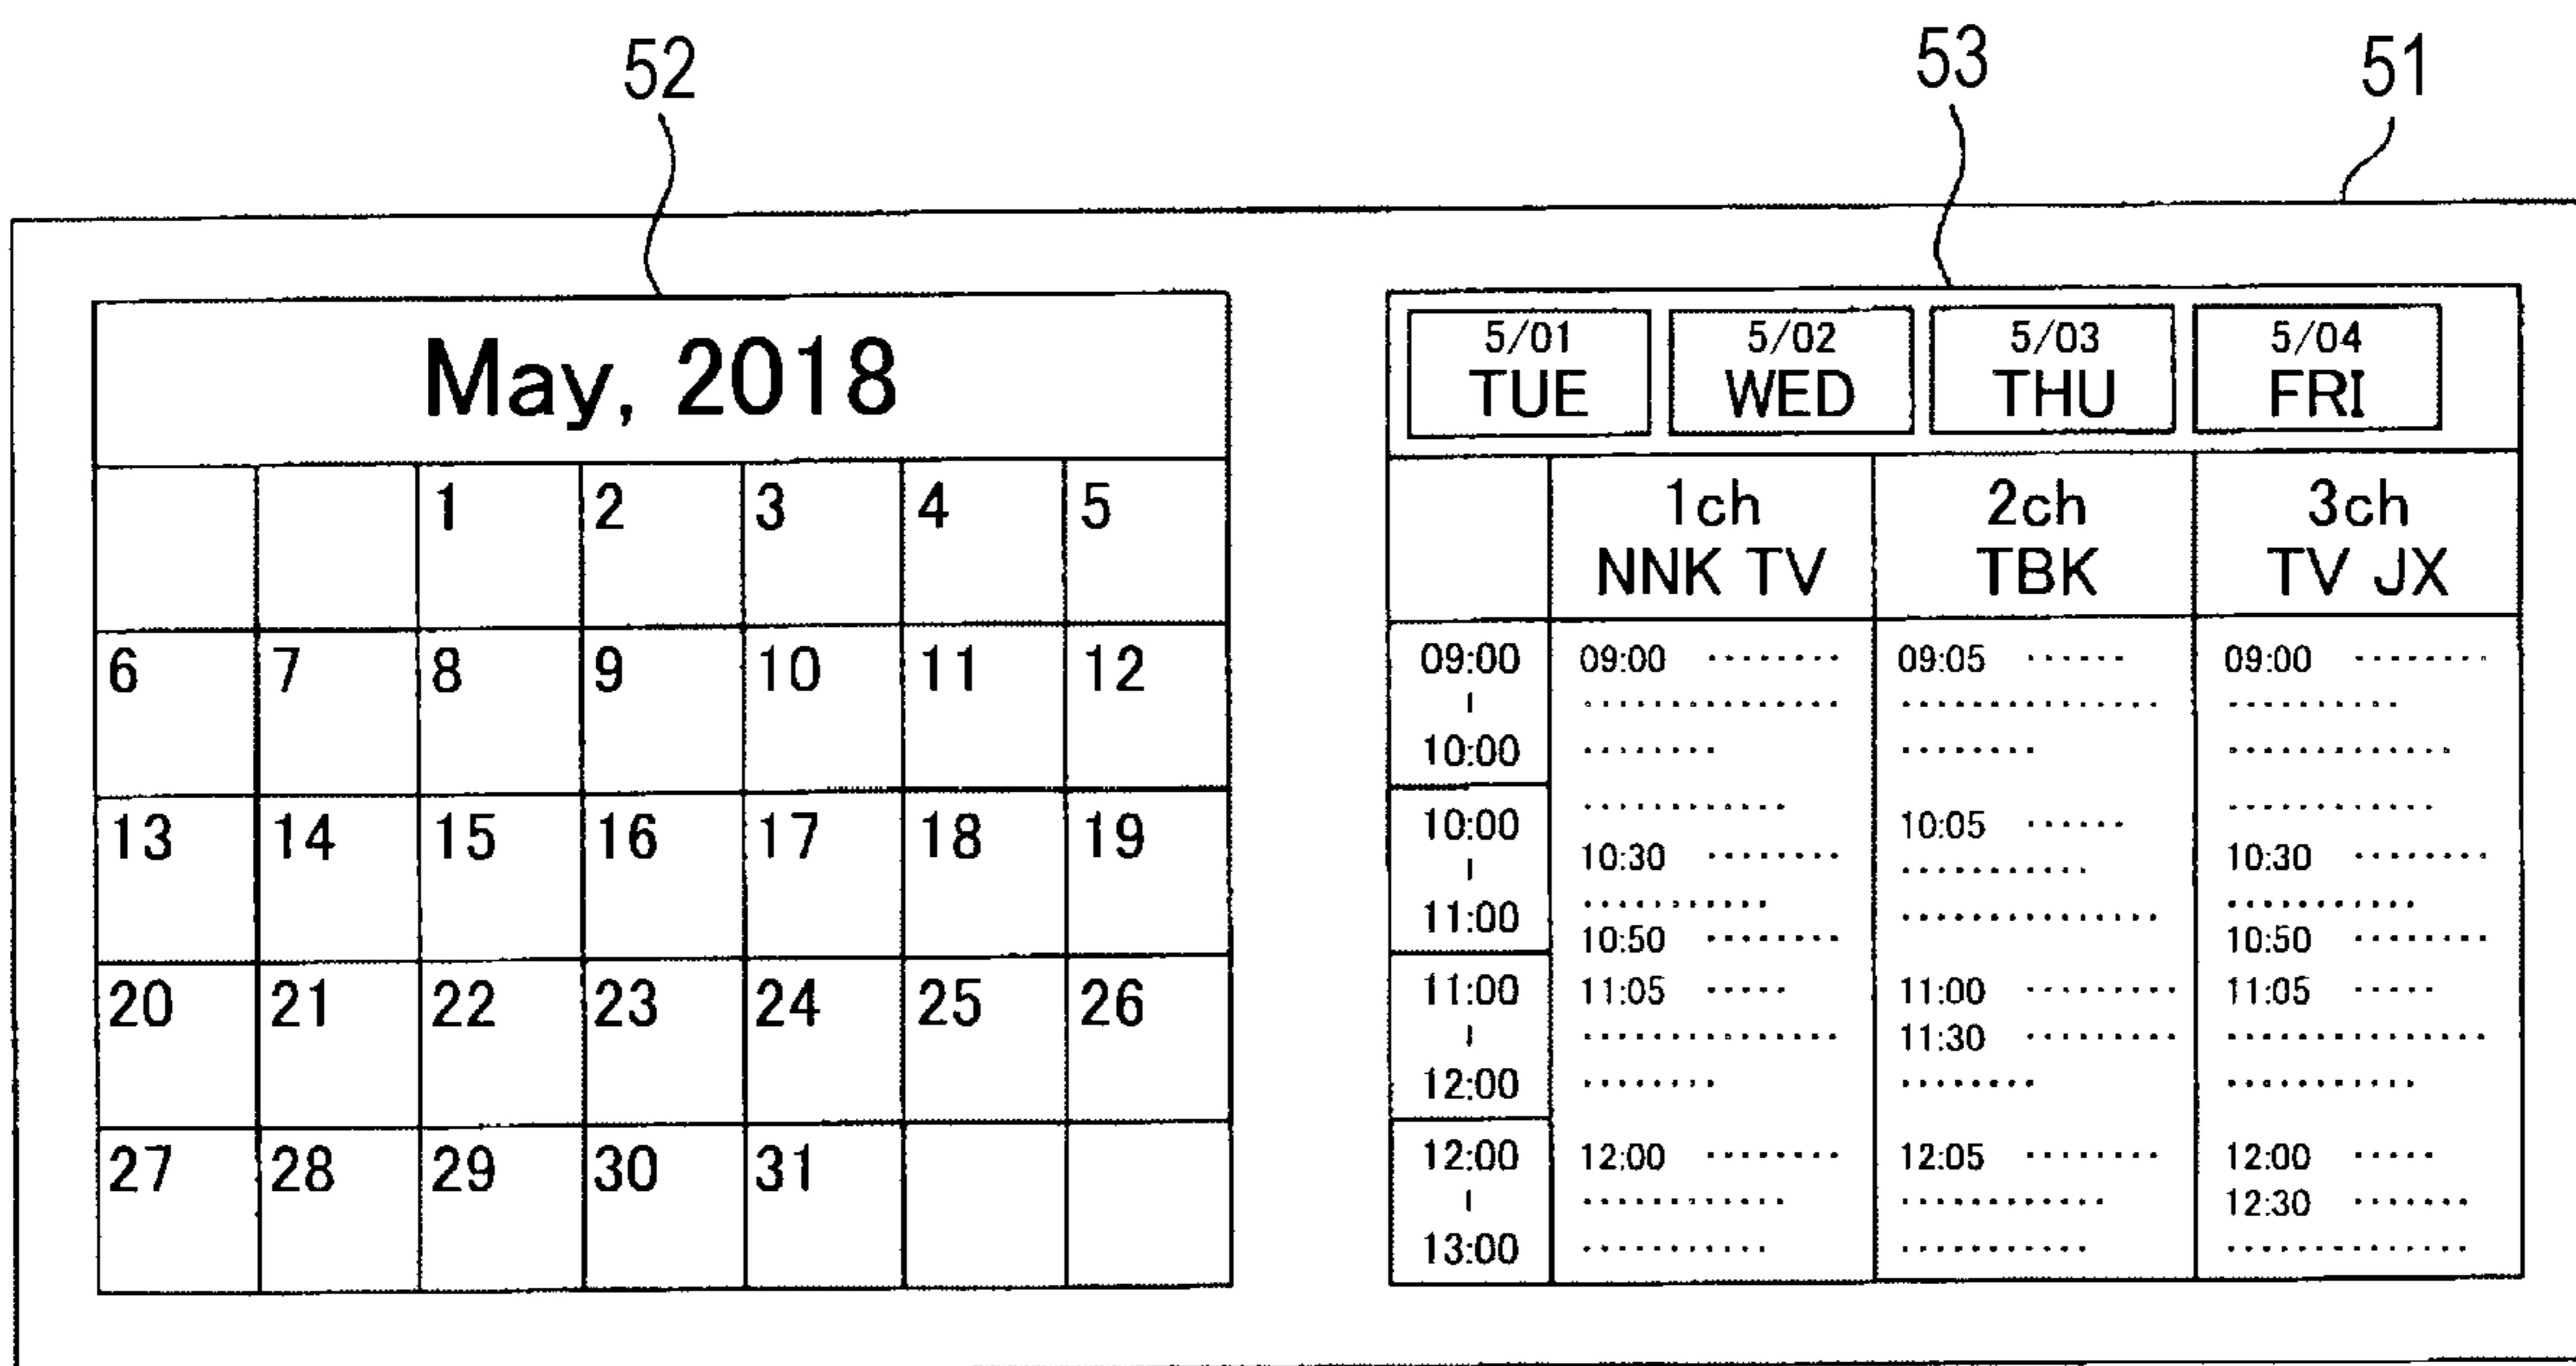 52
53
51
May, 2018
1 2 3 4 5
6 7 8 9 10 11 12
13 14 15 16 17 18 19
20 21 22 23 24 25 26
27 28 29 30 31
5/01 5/02 5/03 5/04
TUE WED THU FRI
1ch 2ch 3ch
NNK TV TBK TV JX
09:00 09:00 ········ 09:05 ······ 09:00 ········
10:00
10:00 10:05 ······
10:30 ········ 10:30 ········
11:00
10:50 ········ 10:50 ········
11:00 11:05 ····· 11:00 ········· 11:05 ·····
11:30 ·········
12:00
12:00 12:00 ········ 12:05 ········ 12:00 ·····
12:30 ·······
13:00